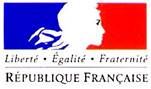 Liberté • Égalité • Fraternité
RÉPUBLIQUE FRANÇAISE